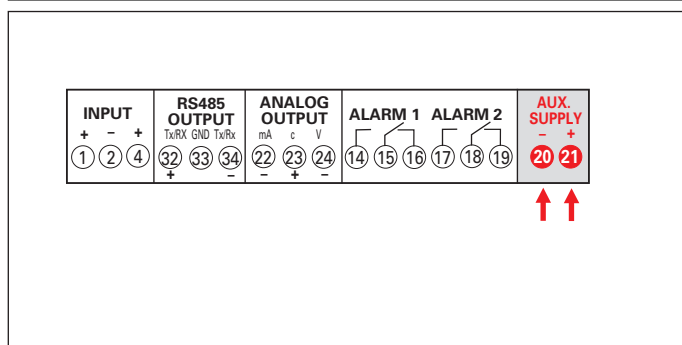 INPUT RS485 OUTPUT ANALOG OUTPUT ALARM 1 ALARM 2 AUX. SUPPLY
+ – + Tx/RX GND Tx/Rx mA c V – +
1 2 4 32 33 34 22 23 24 14 15 16 17 18 19 20 21
+ – – + –